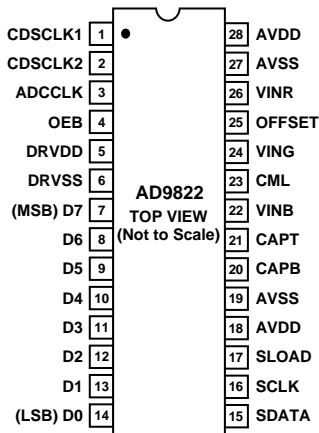 CDSCLK1 1 28 AVDD
CDSCLK2 2 27 AVSS
ADCCLK 3 26 VINR
OEB 4 25 OFFSET
DRVDD 5 24 VING
DRVSS 6 23 CML
(MSB) D7 7 22 VINB
D6 8 21 CAPT
D5 9 20 CAPB
D4 10 19 AVSS
D3 11 18 AVDD
D2 12 17 SLOAD
D1 13 16 SCLK
(LSB) D0 14 15 SDATA
AD9822
TOP VIEW
(Not to Scale)